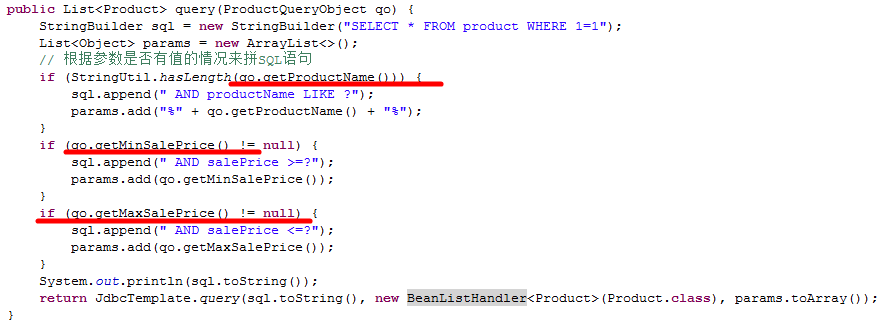 public List<Product> query(ProductQueryObject qo) {
    StringBuilder sql = new StringBuilder("SELECT * FROM product WHERE 1=1");
    List<Object> params = new ArrayList<>();
    // 根据参数是否有值的情况来拼SQL语句
    if (StringUtil.hasLength(qo.getProductName())) {
        sql.append(" AND productName LIKE ?");
        params.add("%" + qo.getProductName() + "%");
    }
    if (qo.getMinSalePrice() != null) {
        sql.append(" AND salePrice >=?");
        params.add(qo.getMinSalePrice());
    }
    if (qo.getMaxSalePrice() != null) {
        sql.append(" AND salePrice <=?");
        params.add(qo.getMaxSalePrice());
    }
    System.out.println(sql.toString());
    return JdbcTemplate.query(sql.toString(), new BeanListHandler<Product>(Product.class), params.toArray());
}